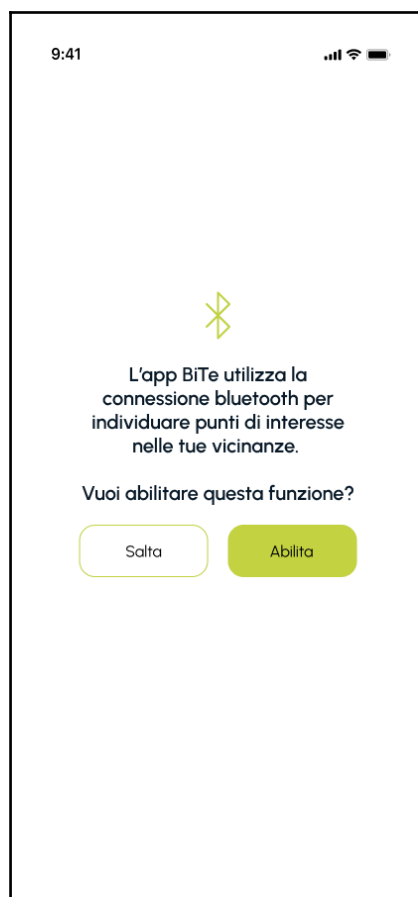 9:41
L'app BiTe utilizza la
connessione bluetooth per
individuare punti di interesse
nelle tue vicinanze.
Vuoi abilitare questa funzione?
Salta
Abilita